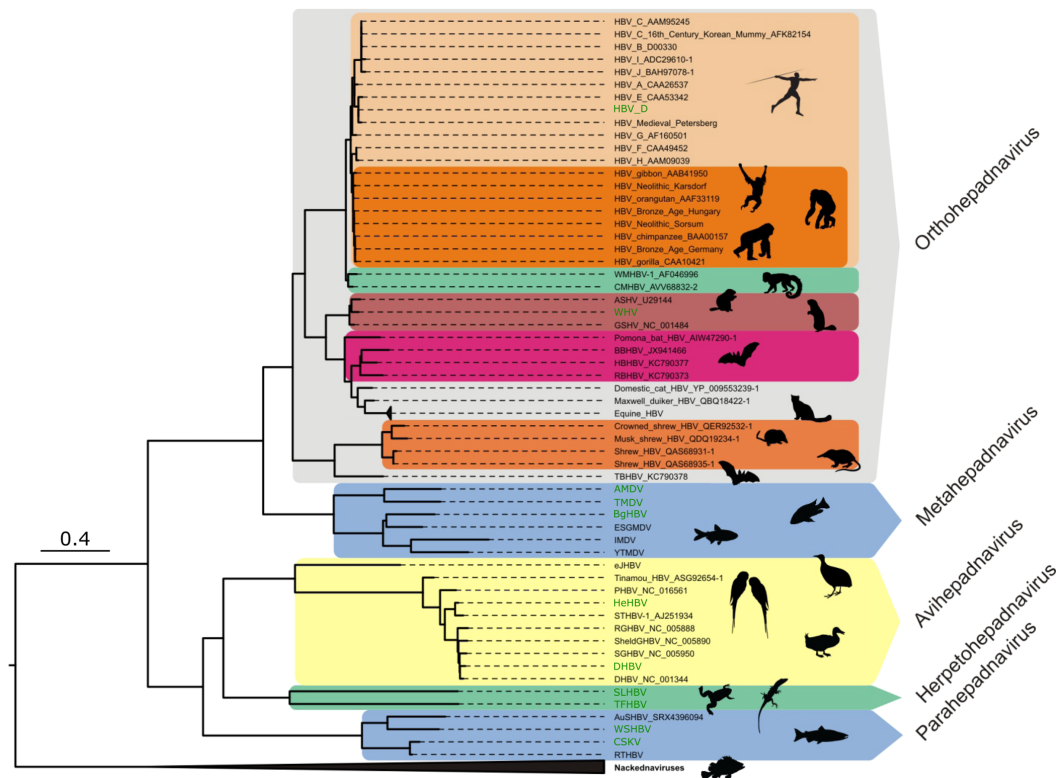 HBV_C_AAM95245
HBV_C_16th_Century_Korean_Mummy_AFK82154
HBV_B_D00330
HBV_I_ADC29610-1
HBV_J_BAH97078-1
HBV_A_CAA26537
HBV_E_CAA53342
HBV_D
HBV_Medieval_Petersberg
HBV_G_AF160501
HBV_F_CAA49452
HBV_H_AAM09039
HBV_gibbon_AAB41950
HBV_Neolithic_Karsdorf
HBV_orangutan_AAF33119
HBV_Bronze_Age_Hungary
HBV_Neolithic_Sorsum
HBV_chimpanzee_BAA00157
HBV_Bronze_Age_Germany
HBV_gorilla_CAA10421
WMHBV-1_AF046996
CMHBV_AVV68832-2
ASHV_U29144
WHV
GSHV_NC_001484
Pomona_bat_HBV_AIW47290-1
BBHBV_JX941466
HBHBV_KC790377
RBHBV_KC790373
Domestic_cat_HBV_YP_009553239-1
Maxwell_duiker_HBV_QBQ18422-1
Equine_HBV
Crowned_shrew_HBV_QER92532-1
Musk_shrew_HBV_QDQ19234-1
Shrew_HBV_QAS68931-1
Shrew_HBV_QAS68935-1
TBHBV_KC790378
AMDV
TMDV
BgHBV
ESGMDV
IMDV
YTMDV
eJHBV
Tinamou_HBV_ASG92654-1
PHBV_NC_016561
HeHBV
STHBV-1_AJ251934
RGHBV_NC_005888
SheldGHBV_NC_005890
SGHBV_NC_005950
DHBV
DHBV_NC_001344
SLHBV
TFHBV
AuSHBV_SRX4396094
WSHBV
CSKV
RTHBV
Nackednaviruses
0.4
Orthohepadnavirus
Metahepadnavirus
Avihepadnavirus
Herpetohepadnavirus
Parahepadnavirus